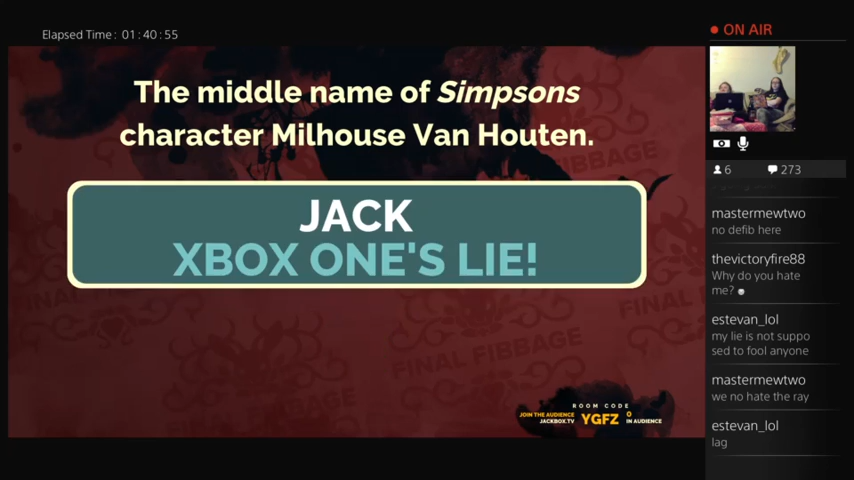 Elapsed Time : 01:40:55
ON AIR
The middle name of Simpsons
character Milhouse Van Houten.
JACK
XBOX ONE'S LIE!
FINAL FIBBAGE
ROOM CODE
JOIN THE AUDIENCE
JACKBOX.TV
YGFZ
0
IN AUDIENCE
6
273
mastermewtwo
no defib here
thevictoryfire88
Why do you hate
me?
estevan_lol
my lie is not suppo
sed to fool anyone
mastermewtwo
we no hate the ray
estevan_lol
lag